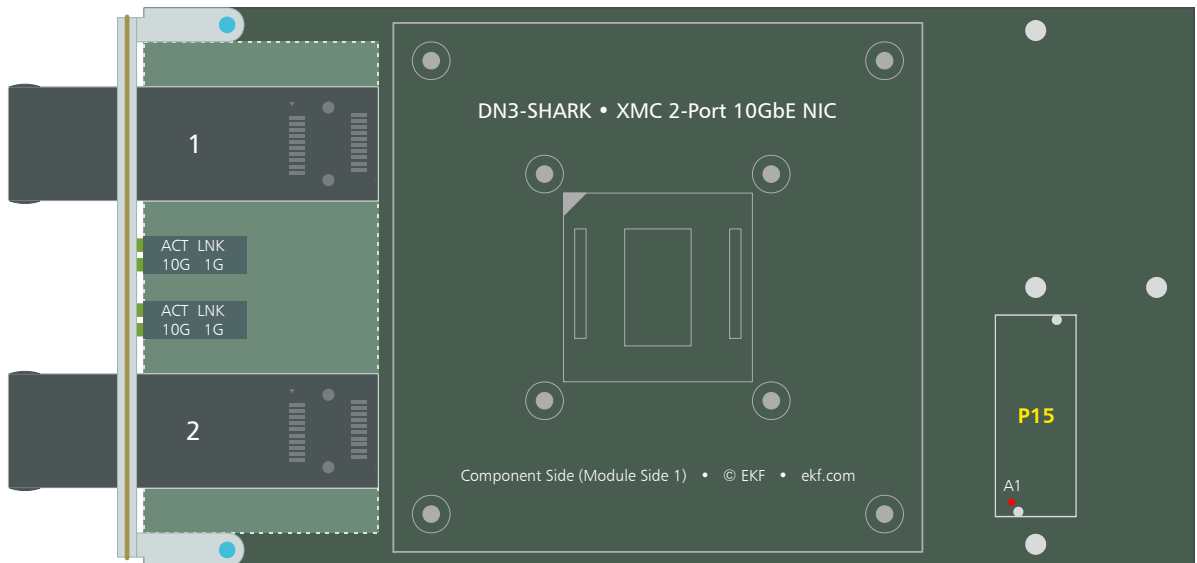 DN3-SHARK • XMC 2-Port 10GbE NIC
1
ACT LNK
10G 1G
ACT LNK
10G 1G
2
P15
Component Side (Module Side 1) • © EKF • ekf.com
A1